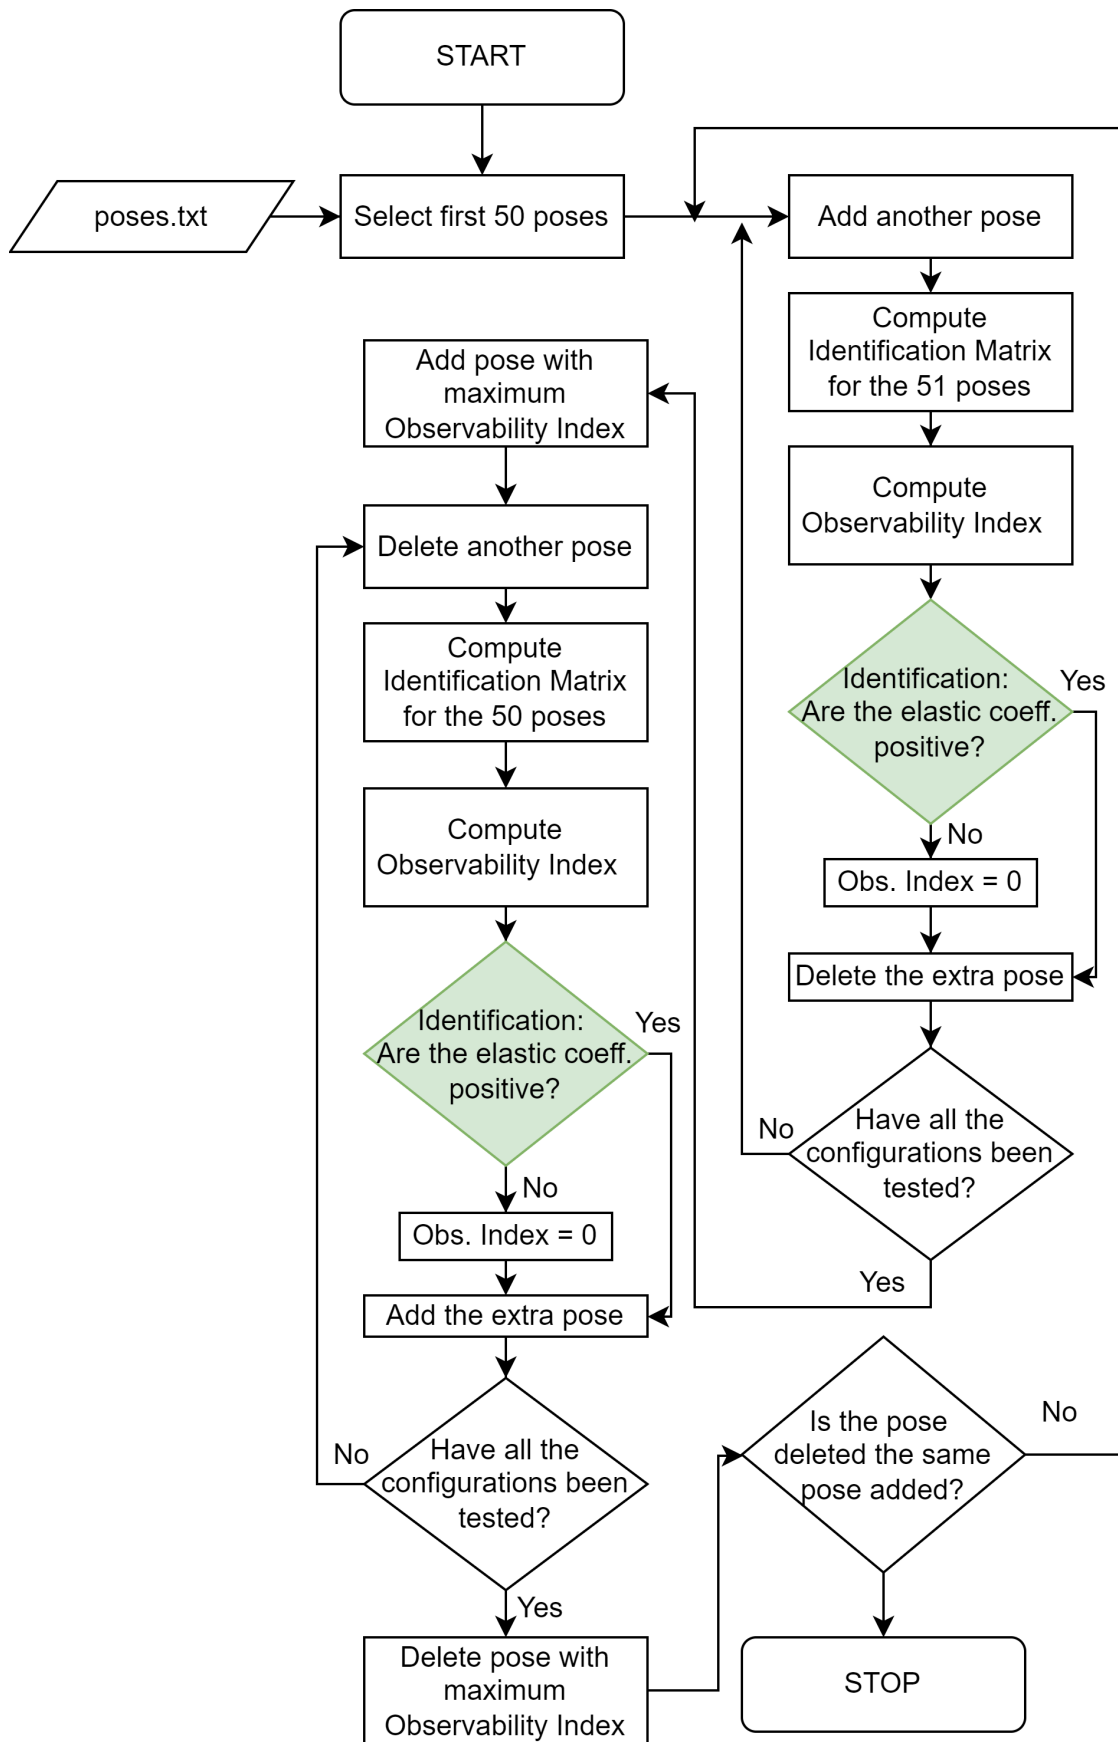 START
poses.txt
Select first 50 poses
Add another pose
Compute
Identification Matrix
for the 51 poses
Compute
Observability Index
Identification:
Are the elastic coeff.
positive?
Yes
No
Obs. Index = 0
Delete the extra pose
Have all the
configurations been
tested?
No
Yes
Add pose with
maximum
Observability Index
Delete another pose
Compute
Identification Matrix
for the 50 poses
Compute
Observability Index
Identification:
Are the elastic coeff.
positive?
Yes
No
Obs. Index = 0
Add the extra pose
Have all the
configurations been
tested?
No
Yes
Delete pose with
maximum
Observability Index
Is the pose
deleted the same
pose added?
No
STOP